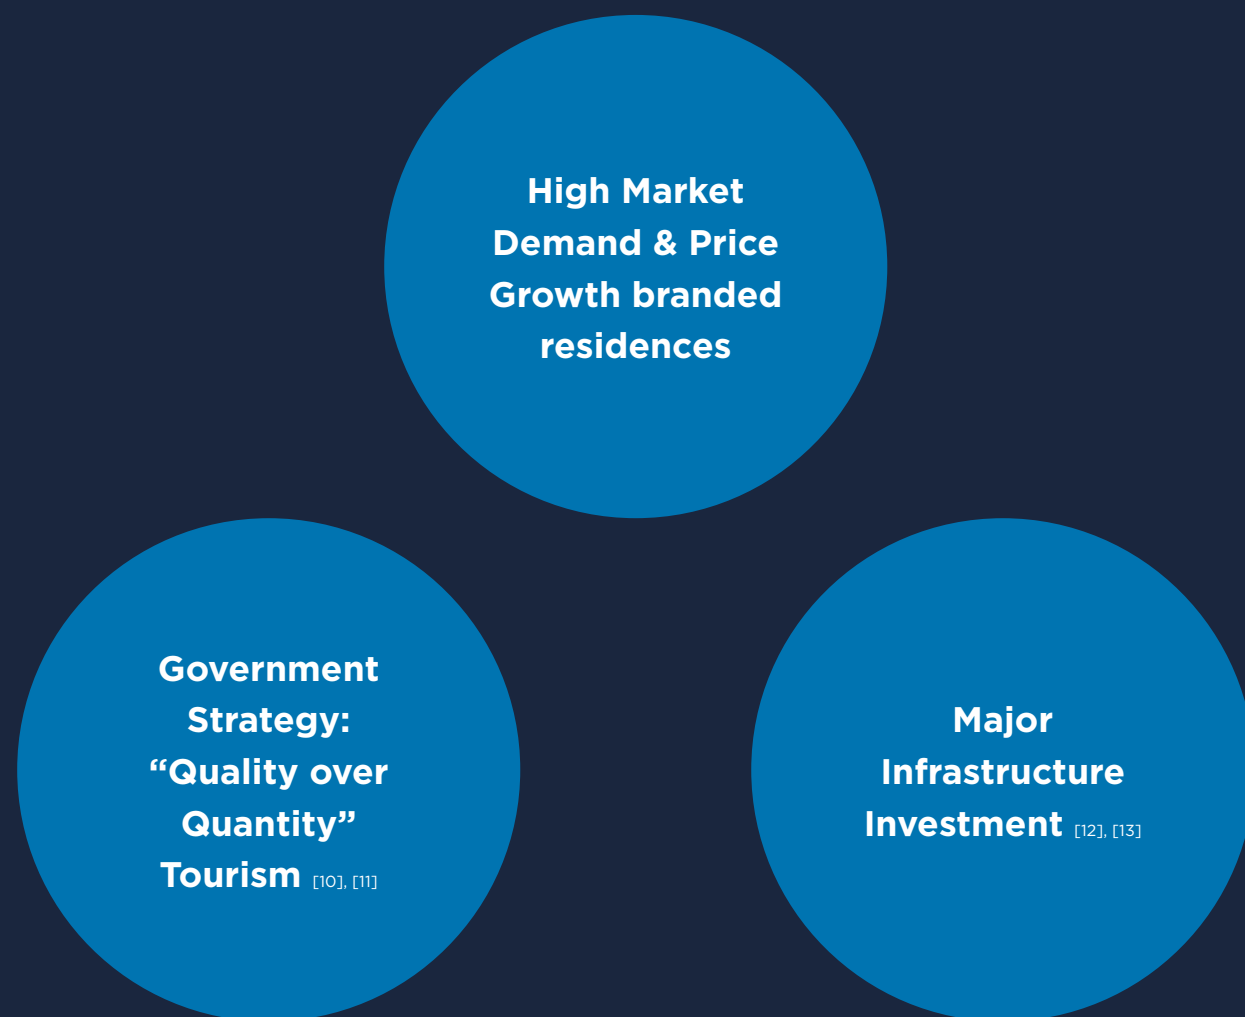 High Market
Demand & Price
Growth branded
residences
Government
Strategy:
“Quality over
Quantity”
Tourism [10], [11]
Major
Infrastructure
Investment [12], [13]